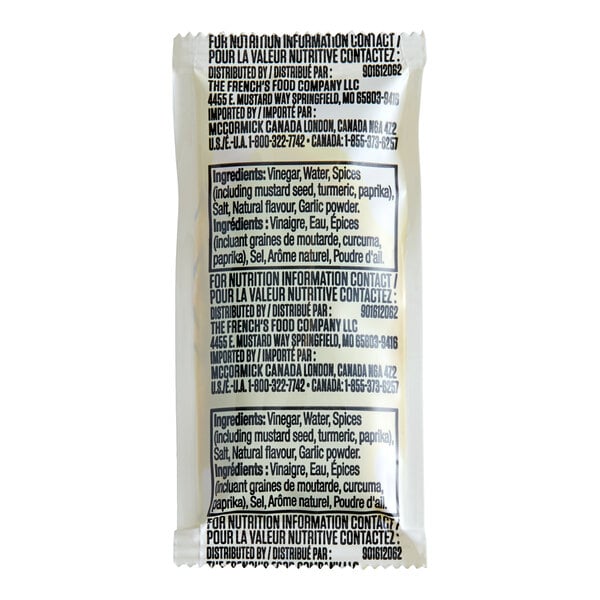 FOR NUTRITION INFORMATION CONTACT /
POUR LA VALEUR NUTRITIVE CONTACTEZ :
DISTRIBUTED BY / DISTRIBUÉ PAR : 901612062
THE FRENCH'S FOOD COMPANY LLC
4455 E. MUSTARD WAY SPRINGFIELD, MO 65803-9416
IMPORTED BY / IMPORTÉ PAR :
MCCORMICK CANADA LONDON, CANADA N6A 4Z2
U.S./É.-U.A. 1-800-322-7742 • CANADA: 1-855-373-6257
Ingredients: Vinegar, Water, Spices
(including mustard seed, turmeric, paprika),
Salt, Natural flavour, Garlic powder.
Ingrédients : Vinaigre, Eau, Épices
(incluant graines de moutarde, curcuma,
paprika), Sel, Arôme naturel, Poudre d'ail.
FOR NUTRITION INFORMATION CONTACT /
POUR LA VALEUR NUTRITIVE CONTACTEZ :
DISTRIBUTED BY / DISTRIBUÉ PAR : 901612062
THE FRENCH'S FOOD COMPANY LLC
4455 E. MUSTARD WAY SPRINGFIELD, MO 65803-9416
IMPORTED BY / IMPORTÉ PAR :
MCCORMICK CANADA LONDON, CANADA N6A 4Z2
U.S./É.-U.A. 1-800-322-7742 • CANADA: 1-855-373-6257
Ingredients: Vinegar, Water, Spices
(including mustard seed, turmeric, paprika),
Salt, Natural flavour, Garlic powder.
Ingrédients : Vinaigre, Eau, Épices
(incluant graines de moutarde, curcuma,
paprika), Sel, Arôme naturel, Poudre d'ail.
FOR NUTRITION INFORMATION CONTACT /
POUR LA VALEUR NUTRITIVE CONTACTEZ :
DISTRIBUTED BY / DISTRIBUÉ PAR : 901612062
THE FRENCH'S FOOD COMPANY LLC